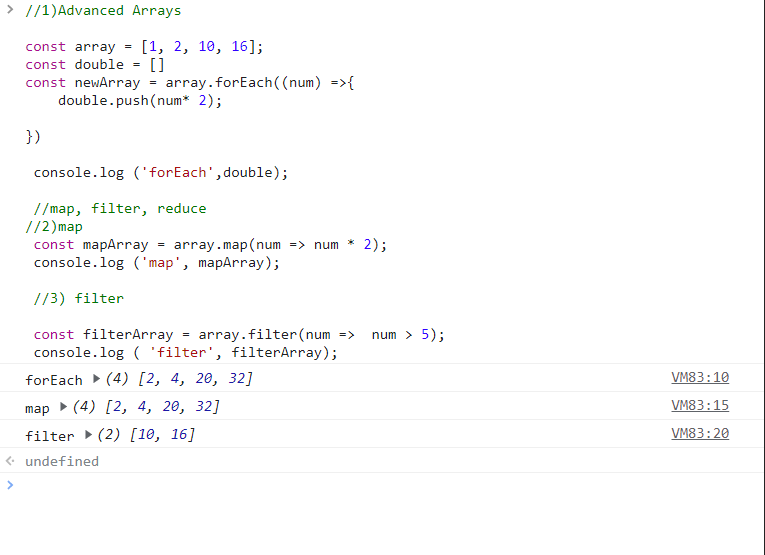 //1)Advanced Arrays
const array = [1, 2, 10, 16];
const double = []
const newArray = array.forEach((num) =>{
    double.push(num* 2);
})
 console.log ('forEach',double);
 //map, filter, reduce
//2)map
 const mapArray = array.map(num => num * 2);
 console.log ('map', mapArray);
 //3) filter
 const filterArray = array.filter(num =>  num > 5);
 console.log ( 'filter', filterArray);
forEach ▶(4) [2, 4, 20, 32] VM83:10
map ▶(4) [2, 4, 20, 32] VM83:15
filter ▶(2) [10, 16] VM83:20
undefined